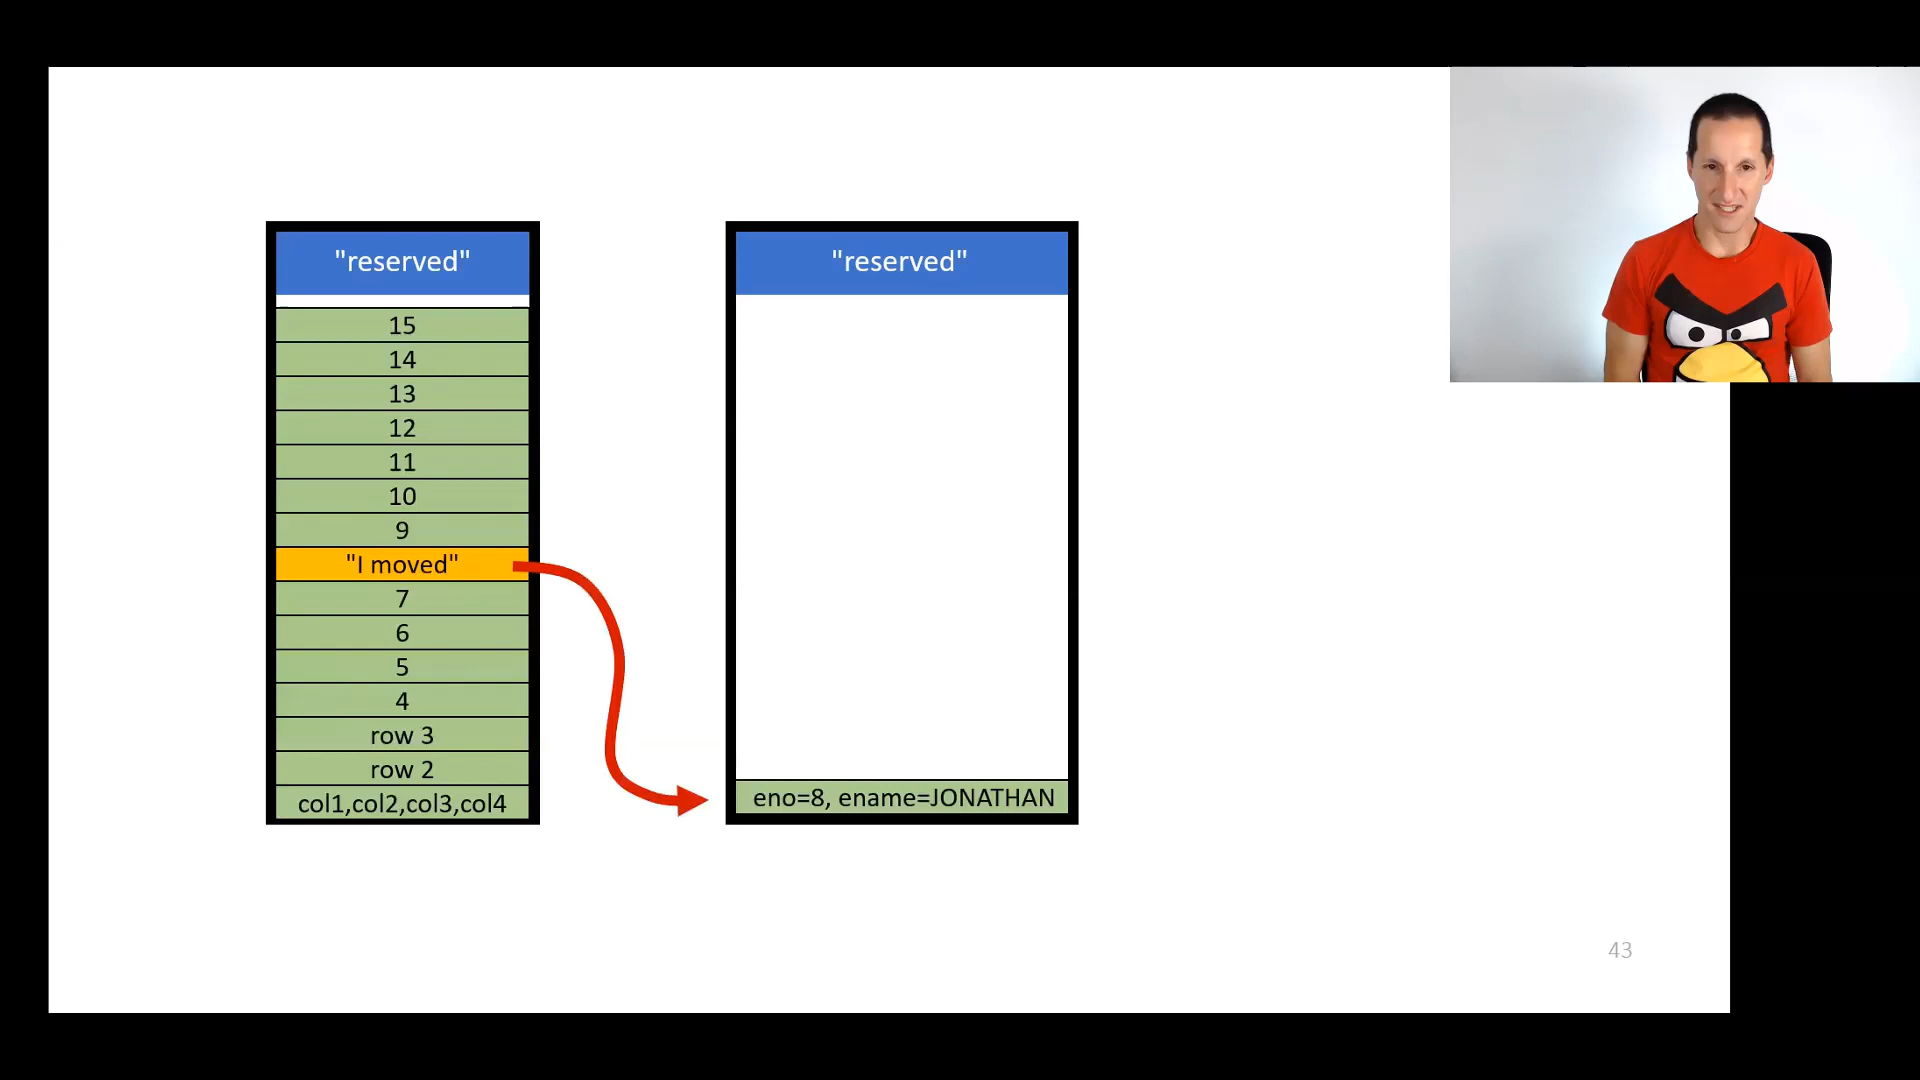 "reserved"
15
14
13
12
11
10
9
"I moved"
7
6
5
4
row 3
row 2
col1,col2,col3,col4
"reserved"
eno=8, ename=JONATHAN
43